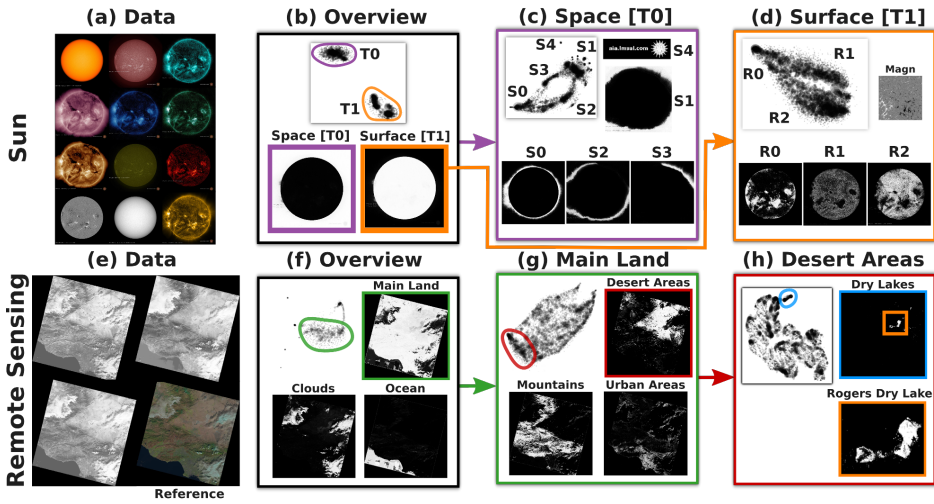 (a) Data
(b) Overview
(c) Space [T0]
(d) Surface [T1]
Sun
T0
T1
Space [T0]
Surface [T1]
S4
S1
S3
S0
S2
aia.lmsal.com
S4
S1
S0
S2
S3
R1
R0
R2
Magn
R0
R1
R2
(e) Data
(f) Overview
(g) Main Land
(h) Desert Areas
Remote Sensing
Reference
Main Land
Clouds
Ocean
Desert Areas
Mountains
Urban Areas
Dry Lakes
Rogers Dry Lake